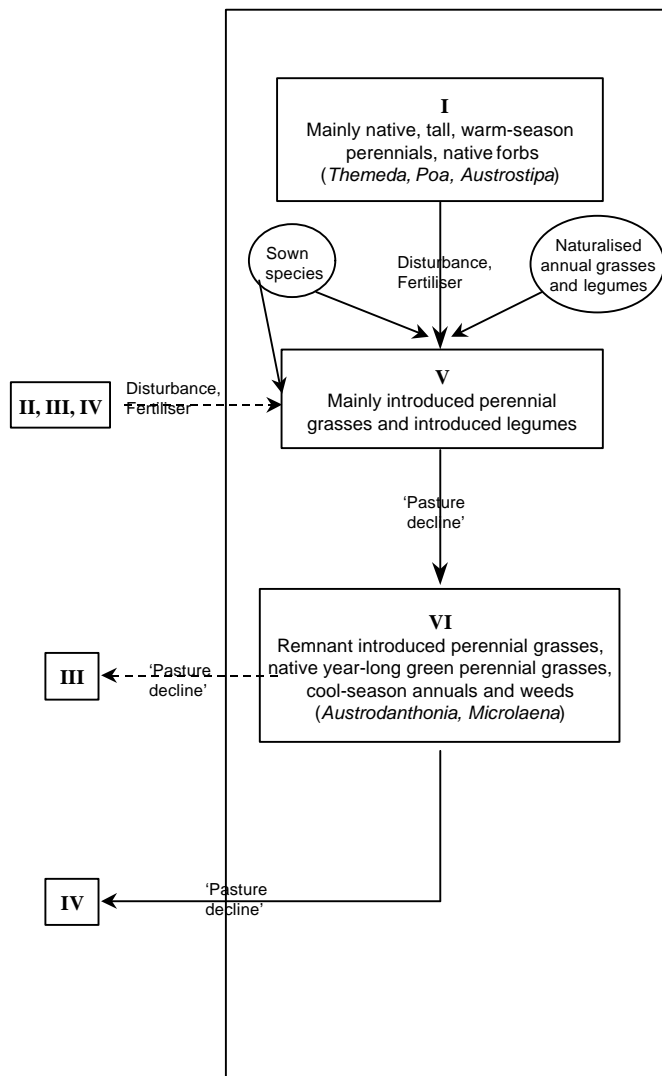 I
Mainly native, tall, warm-season
perennials, native forbs
(Themeda, Poa, Austrostipa)
Sown
species
Disturbance,
Fertiliser
Naturalised
annual grasses
and legumes
II, III, IV
Disturbance,
Fertiliser
V
Mainly introduced perennial
grasses and introduced legumes
‘Pasture
decline’
VI
Remnant introduced perennial grasses,
native year-long green perennial grasses,
cool-season annuals and weeds
(Austrodanthonia, Microlaena)
III
‘Pasture
decline’
IV
‘Pasture
decline’